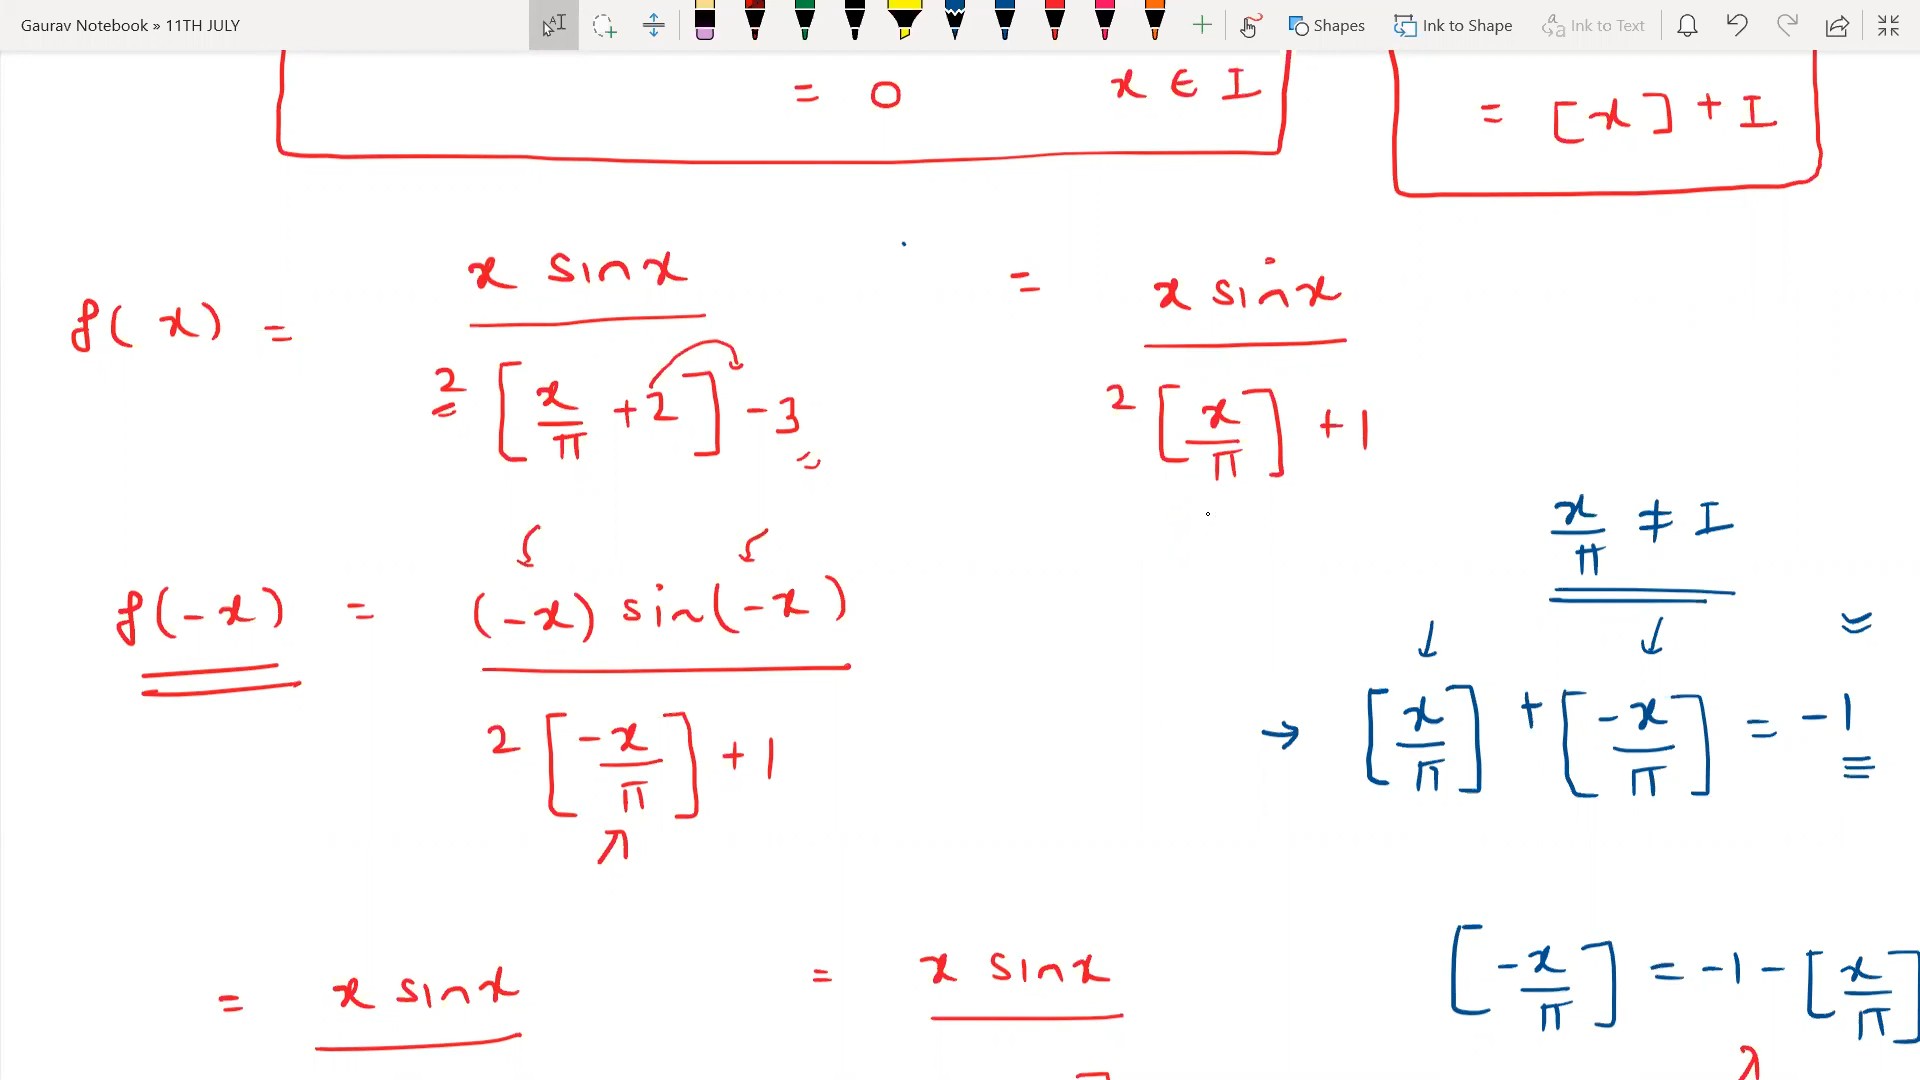 Gaurav Notebook » 11TH JULY
Shapes
Ink to Shape
Ink to Text
= 0 x ∈ I
= [x] + I
f(x) = x sin x / 2[x/π + 2] - 3 = x sin x / 2[x/π] + 1
x/π ≠ I
f(-x) = (-x) sin(-x) / 2[-x/π] + 1
→ [x/π] + [-x/π] = -1
= x sin x
= x sin x
[-x/π] = -1 - [x/π]